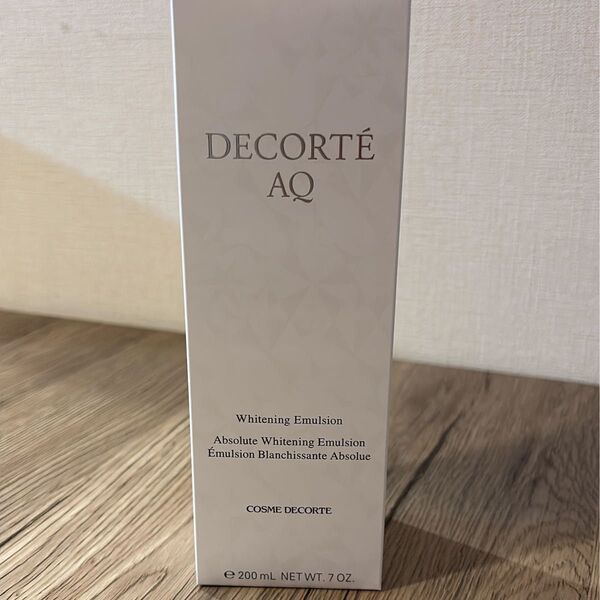 DECORTÉ
AQ
Whitening Emulsion
Absolute Whitening Emulsion
Émulsion Blanchissante Absolue
COSME DECORTE
℮ 200 mL NET WT. 7 OZ.